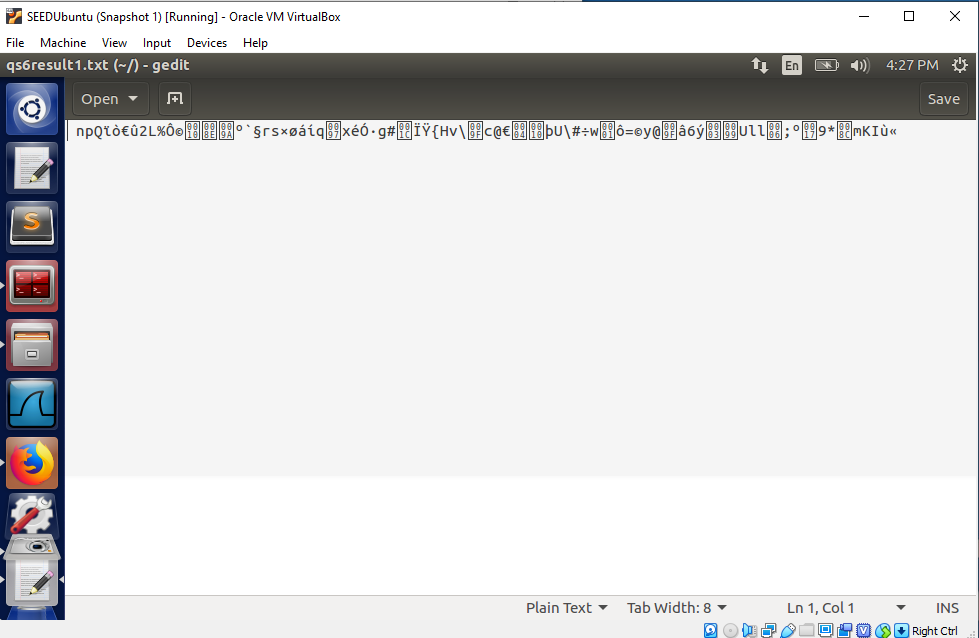 SEEDUbuntu (Snapshot 1) [Running] - Oracle VM VirtualBox
File Machine View Input Devices Help
qs6result1.txt (~/) - gedit
En
4:27 PM
Open
Save
Plain Text
Tab Width: 8
Ln 1, Col 1
INS
Right Ctrl